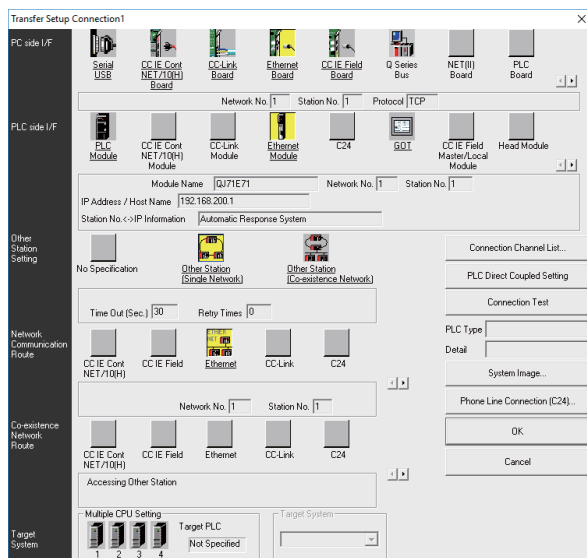 Transfer Setup Connection1
PC side I/F
Serial USB
CC IE Cont NET/10(H) Board
CC-Link Board
Ethernet Board
CC IE Field Board
Q Series Bus
NET(II) Board
PLC Board
Network No. 1 Station No. 1 Protocol TCP
PLC side I/F
PLC Module
CC IE Cont NET/10(H) Module
CC-Link Module
Ethernet Module
C24
GOT
CC IE Field Master/Local Module
Head Module
Module Name QJ71E71 Network No. 1 Station No. 1
IP Address / Host Name 192.168.200.1
Station No.<->IP Information Automatic Response System
Other Station Setting
No Specification
Other Station (Single Network)
Other Station (Co-existence Network)
Time Out (Sec.) 30 Retry Times 0
Connection Channel List...
PLC Direct Coupled Setting
Connection Test
PLC Type
Detail
System Image...
Phone Line Connection (C24)...
OK
Cancel
Network Communication Route
CC IE Cont NET/10(H)
CC IE Field
Ethernet
CC-Link
C24
Network No. 1 Station No. 1
Co-existence Network Route
CC IE Cont NET/10(H)
CC IE Field
Ethernet
CC-Link
C24
Accessing Other Station
Target System
Multiple CPU Setting
1 2 3 4
Target PLC
Not Specified
Target System